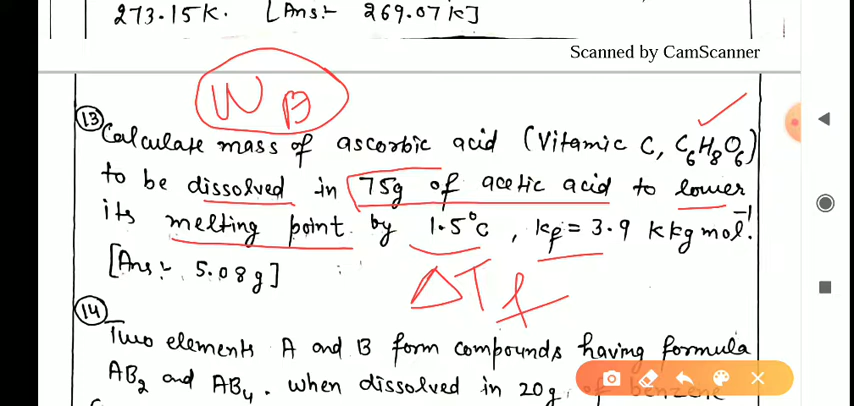 273.15K. [Ans:- 269.07K]
Scanned by CamScanner
W B
13 Calculate mass of ascorbic acid (Vitamic C, C6H8O6)
to be dissolved in 75g of acetic acid to lower
its melting point by 1.5°C, kf = 3.9 K kg mol⁻¹.
[Ans:- 5.08g]
ΔTf
14
Two elements A and B form compounds having formula
AB2 and AB4. When dissolved in 20g of benzene